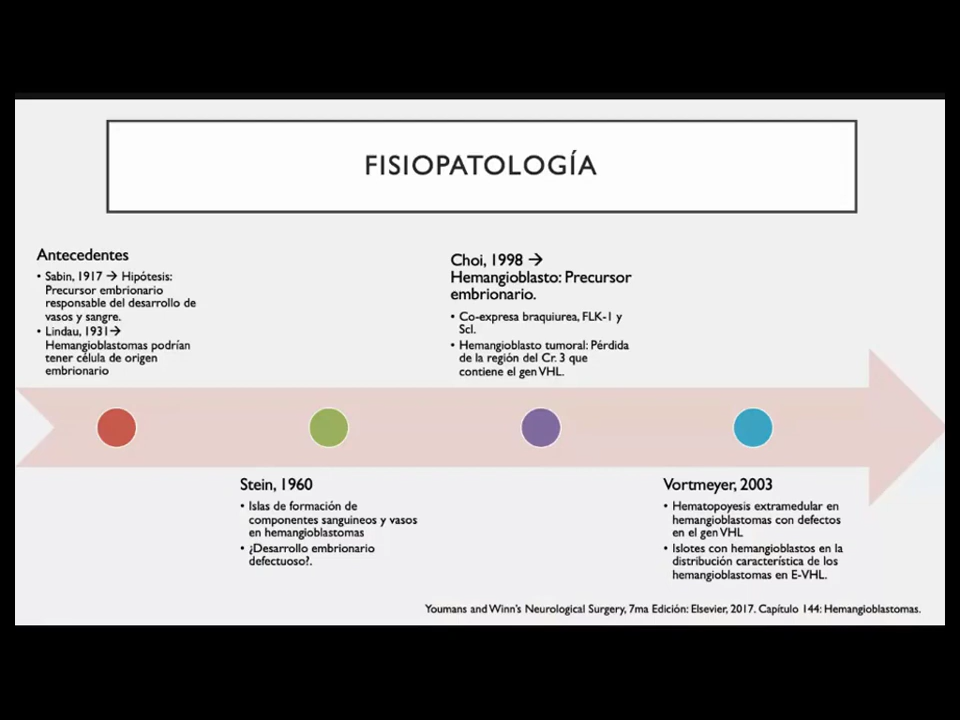 FISIOPATOLOGÍA
Antecedentes
• Sabin, 1917 → Hipótesis:
Precursor embrionario
responsable del desarrollo de
vasos y sangre.
• Lindau, 1931→
Hemangioblastomas podrían
tener célula de origen
embrionario
Choi, 1998 →
Hemangioblasto: Precursor
embrionario.
• Co-expresa braquiurea, FLK-1 y
Scl.
• Hemangioblasto tumoral: Pérdida
de la región del Cr. 3 que
contiene el gen VHL.
Stein, 1960
• Islas de formación de
componentes sanguineos y vasos
en hemangioblastomas
• ¿Desarrollo embrionario
defectuoso?.
Vortmeyer, 2003
• Hematopoyesis extramedular en
hemangioblastomas con defectos
en el gen VHL
• Islotes con hemangioblastos en la
distribución característica de los
hemangioblastomas en E-VHL.
Youmans and Winn's Neurological Surgery, 7ma Edición: Elsevier, 2017. Capítulo 144: Hemangioblastomas.